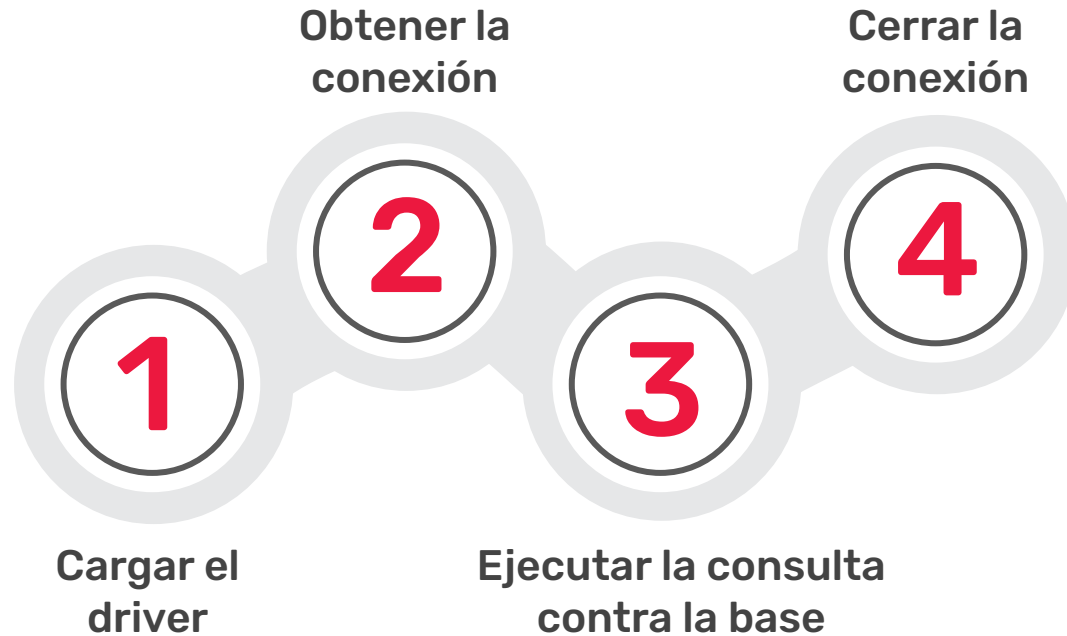 1
Cargar el
driver
Obtener la
conexión
2
3
Ejecutar la consulta
contra la base
Cerrar la
conexión
4